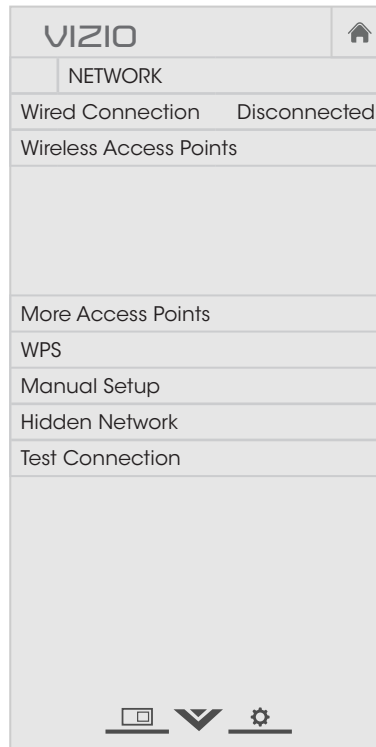 VIZIO
NETWORK
Wired Connection Disconnected
Wireless Access Points
More Access Points
WPS
Manual Setup
Hidden Network
Test Connection